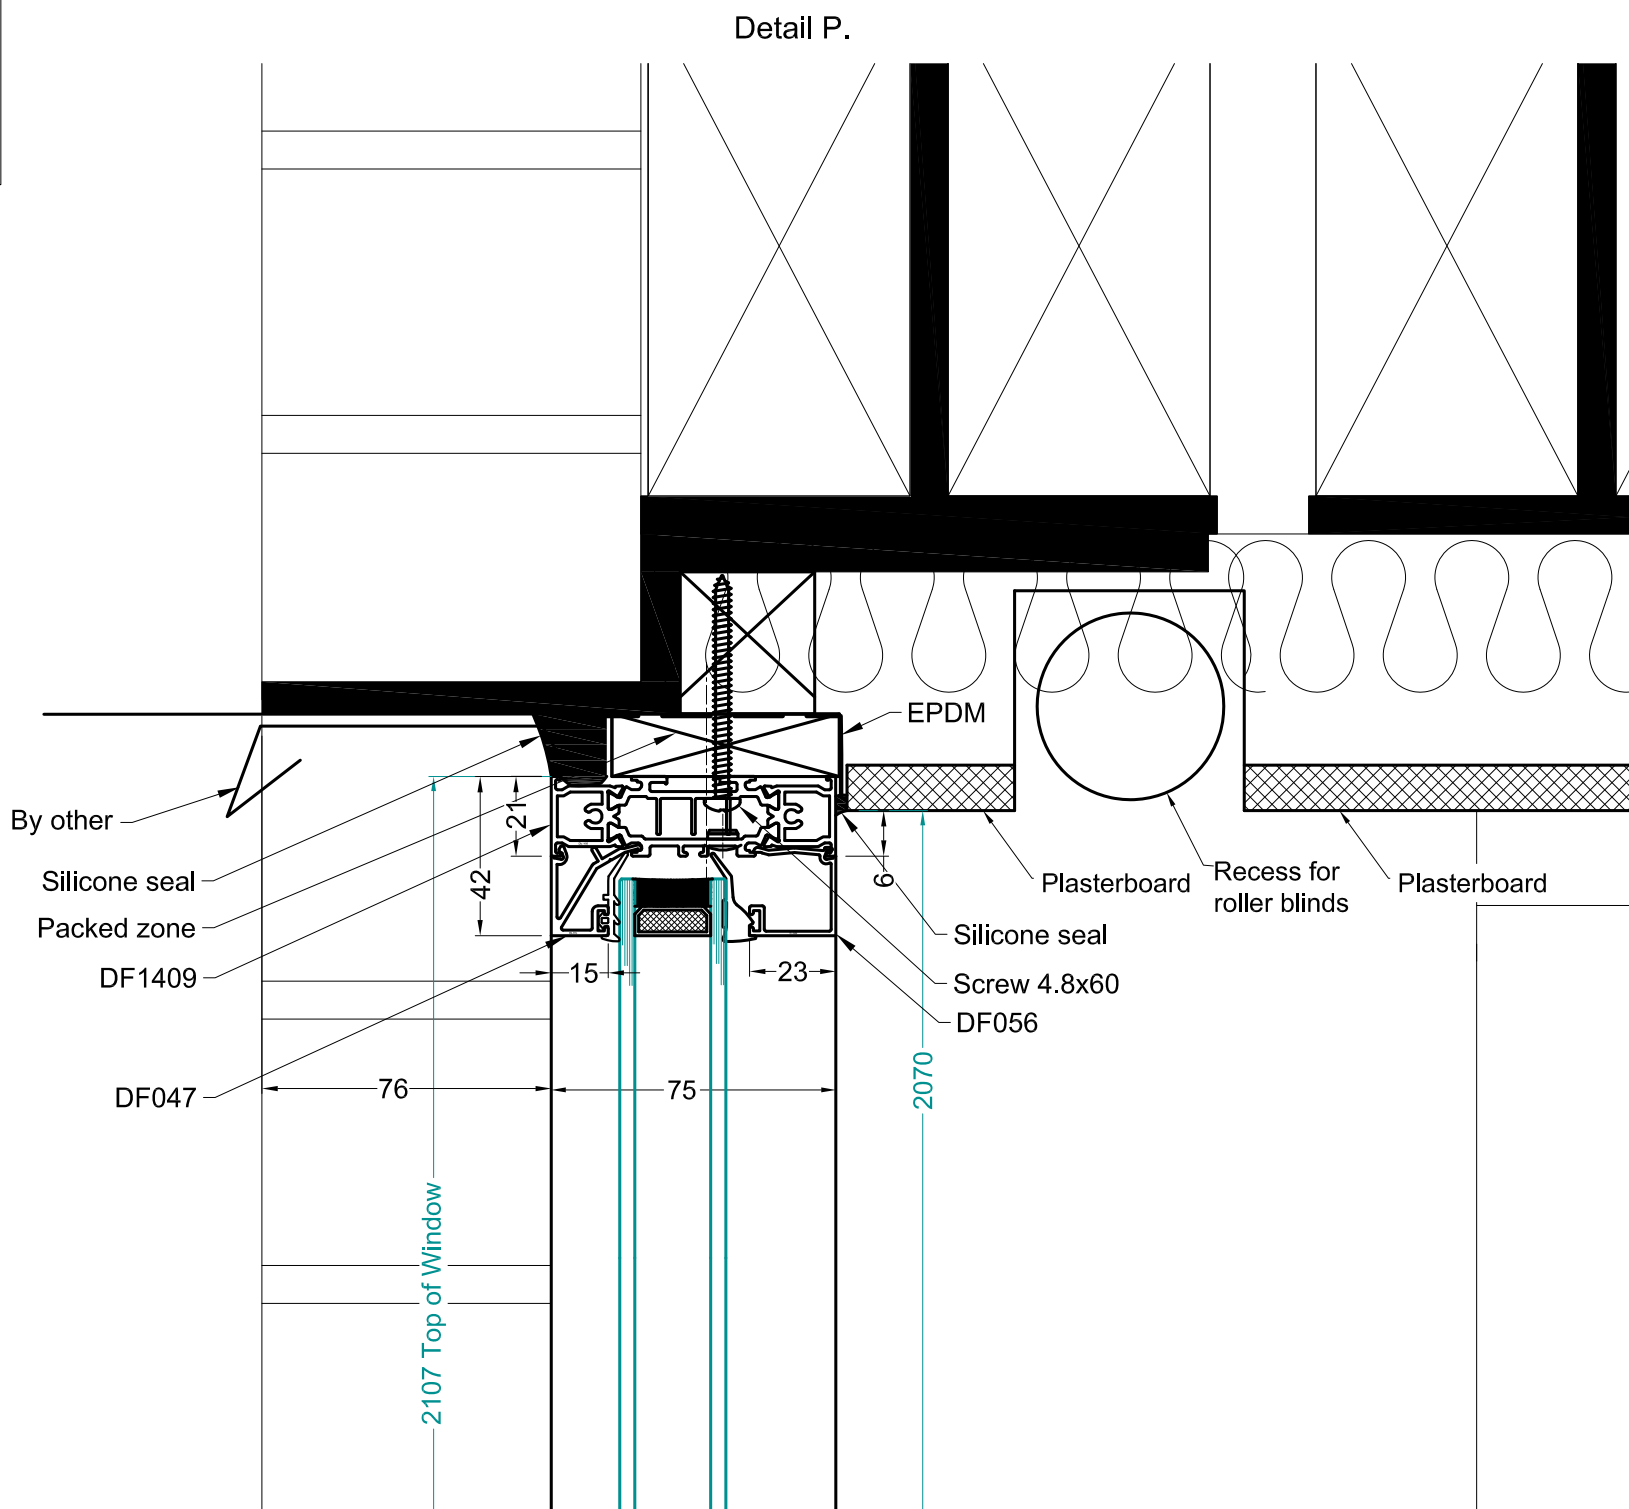 Detail P.
EPDM
By other
21
Silicone seal
42
6
Plasterboard
Recess for
roller blinds
Plasterboard
Packed zone
Silicone seal
DF1409
15
23
Screw 4.8x60
DF056
DF047
76
75
2070
2107 Top of Window